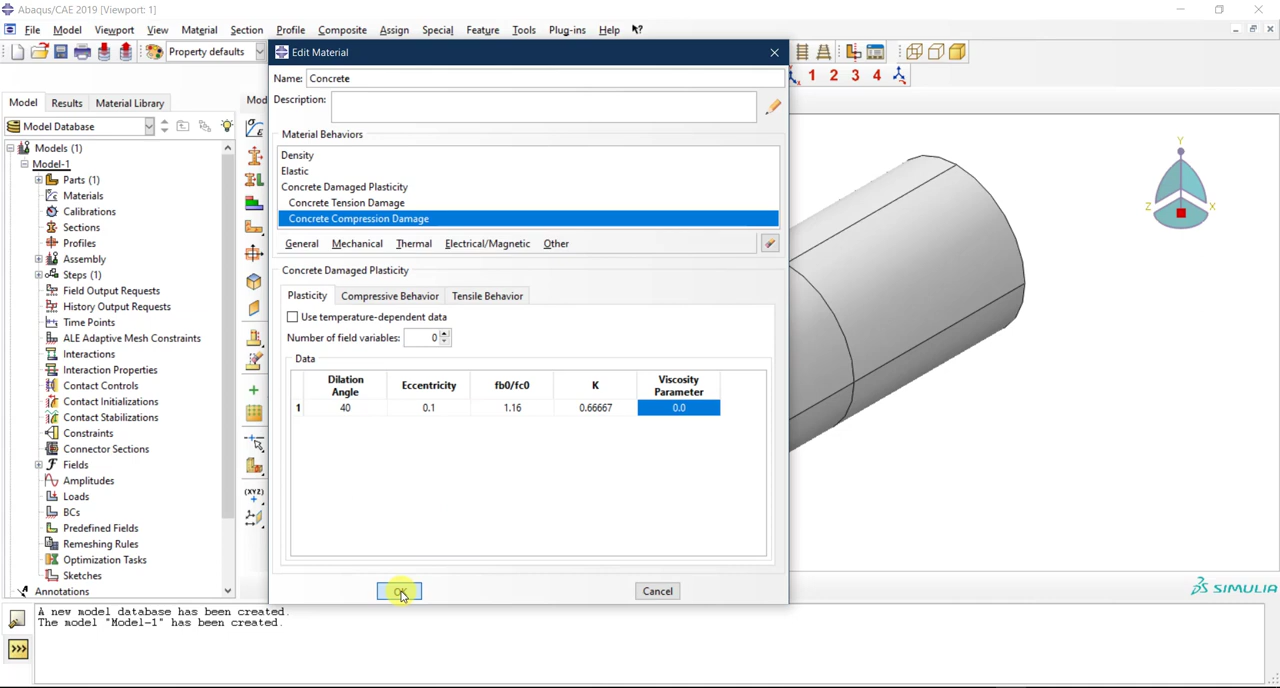 Abaqus/CAE 2019 [Viewport: 1]
File Model Viewport View Material Section Profile Composite Assign Special Feature Tools Plug-ins Help
Property defaults
Edit Material
1 2 3 4
Name: Concrete
Model Results Material Library
Mod
Description:
Model Database
Material Behaviors
Models (1)
Model-1
Parts (1)
Materials
Calibrations
Sections
Profiles
Assembly
Steps (1)
Field Output Requests
History Output Requests
Time Points
ALE Adaptive Mesh Constraints
Interactions
Interaction Properties
Contact Controls
Contact Initializations
Contact Stabilizations
Constraints
Connector Sections
Fields
Amplitudes
Loads
BCs
Predefined Fields
Remeshing Rules
Optimization Tasks
Sketches
Annotations
(XYZ)
Density
Elastic
Concrete Damaged Plasticity
Concrete Tension Damage
Concrete Compression Damage
General Mechanical Thermal Electrical/Magnetic Other
Concrete Damaged Plasticity
Plasticity Compressive Behavior Tensile Behavior
Use temperature-dependent data
Number of field variables: 0
Data
Dilation Angle Eccentricity fb0/fc0 K Viscosity Parameter
1 40 0.1 1.16 0.66667 0.0
OK Cancel
Y
Z X
SIMULIA
A new model database has been created.
The model "Model-1" has been created.
>>>